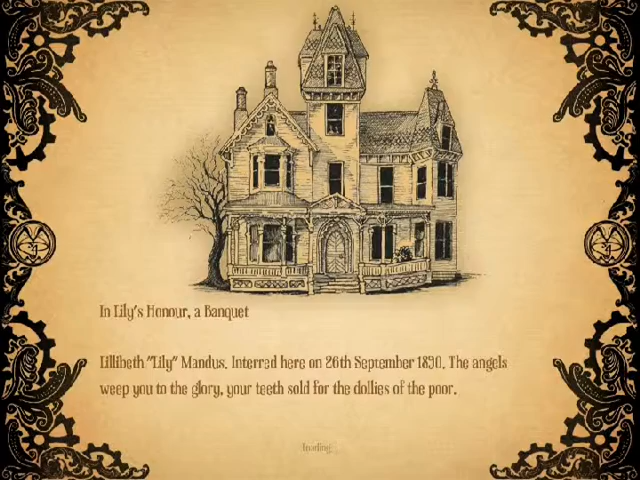 In Lily's Honour, a Banquet
Lillibeth "Lily" Mandus. Interred here on 26th September 1890. The angels
weep you to the glory, your teeth sold for the dollies of the poor.
Loading...